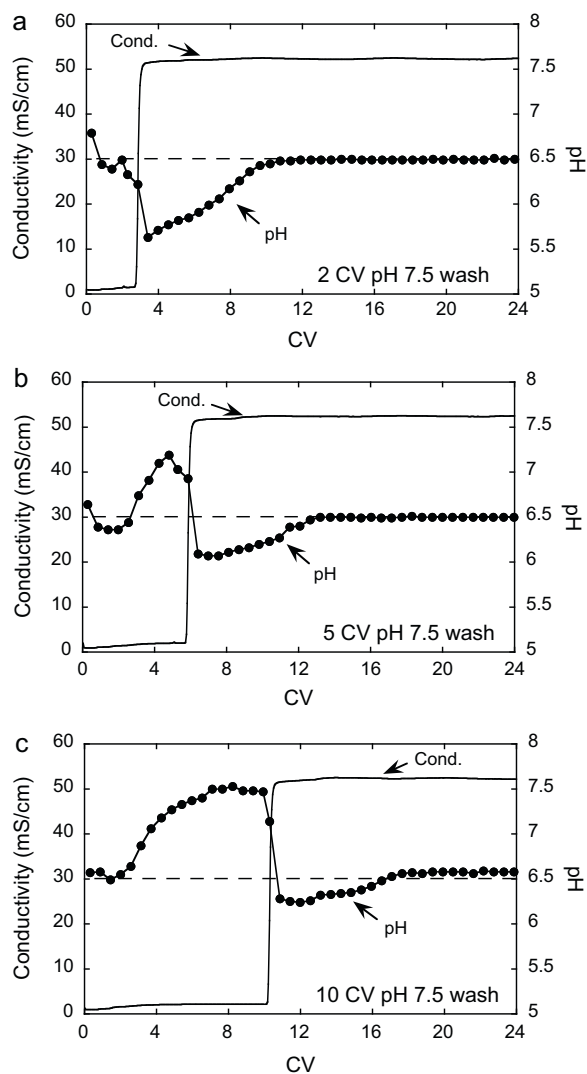 a
60
50
40
30
20
10
0
Conductivity (mS/cm)
Cond.
pH
2 CV pH 7.5 wash
8
7.5
7
6.5
6
5.5
5
pH
0 4 8 12 16 20 24
CV
b
60
50
40
30
20
10
0
Conductivity (mS/cm)
Cond.
pH
5 CV pH 7.5 wash
8
7.5
7
6.5
6
5.5
5
pH
0 4 8 12 16 20 24
CV
c
60
50
40
30
20
10
0
Conductivity (mS/cm)
Cond.
pH
10 CV pH 7.5 wash
8
7.5
7
6.5
6
5.5
5
pH
0 4 8 12 16 20 24
CV